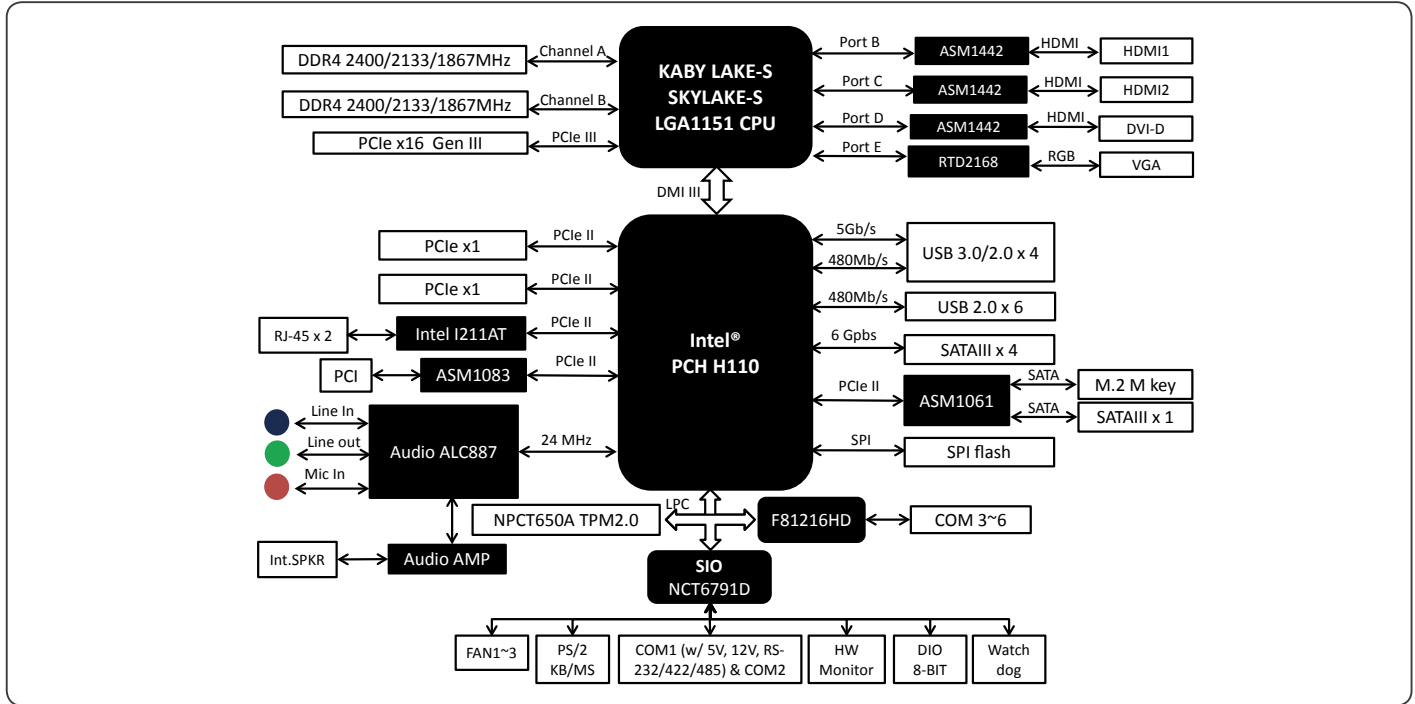 DDR4 2400/2133/1867MHz
Channel A
DDR4 2400/2133/1867MHz
Channel B
PCIe x16 Gen III
PCIe III
KABY LAKE-S
SKYLAKE-S
LGA1151 CPU
Port B
ASM1442
HDMI
HDMI1
Port C
ASM1442
HDMI
HDMI2
Port D
ASM1442
HDMI
DVI-D
Port E
RTD2168
RGB
VGA
DMI III
PCIe x1
PCIe II
PCIe x1
PCIe II
RJ-45 x 2
Intel I211AT
PCIe II
PCI
ASM1083
PCIe II
Line In
Line out
Mic In
Audio ALC887
24 MHz
Int.SPKR
Audio AMP
Intel®
PCH H110
5Gb/s
480Mb/s
USB 3.0/2.0 x 4
480Mb/s
USB 2.0 x 6
6 Gpbs
SATAIII x 4
PCIe II
ASM1061
SATA
M.2 M key
SATA
SATAIII x 1
SPI
SPI flash
LPC
NPCT650A TPM2.0
F81216HD
COM 3~6
SIO
NCT6791D
FAN1~3
PS/2
KB/MS
COM1 (w/ 5V, 12V, RS-
232/422/485) & COM2
HW
Monitor
DIO
8-BIT
Watch
dog